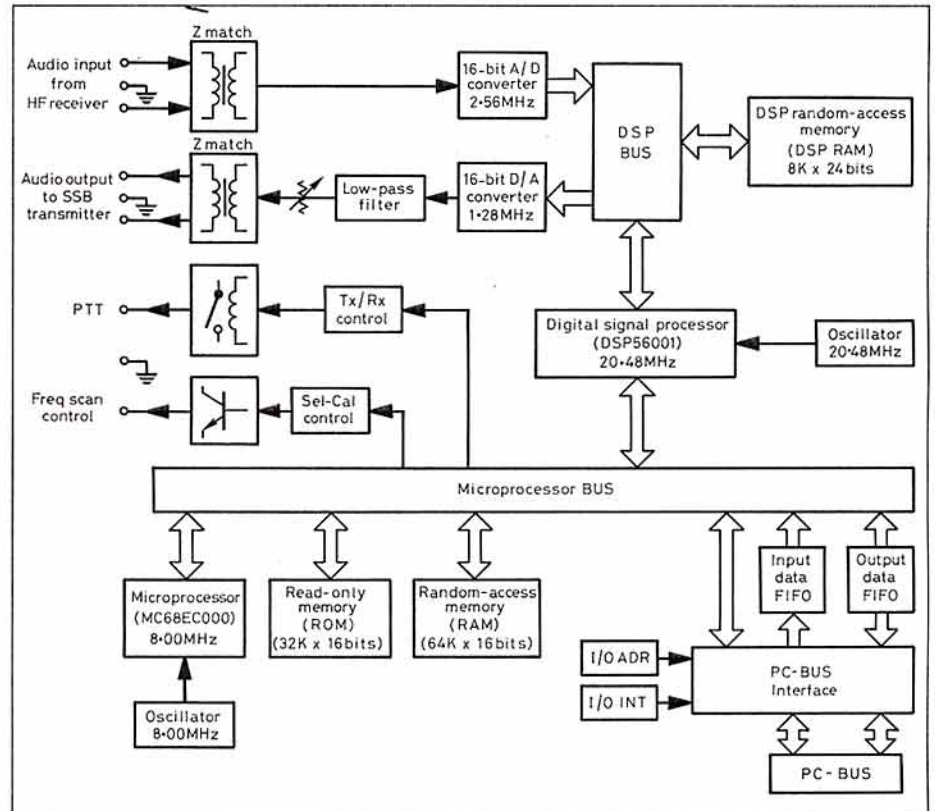 Z match
Audio input
from
HF receiver
16-bit A/D
converter
2·56MHz
DSP
BUS
DSP random-access
memory
(DSP RAM)
8K x 24bits
Z match
Audio output
to SSB
transmitter
Low-pass
filter
16-bit D/A
converter
1·28MHz
PTT
Tx/Rx
control
Digital signal processor
(DSP56001)
20·48MHz
Oscillator
20·48MHz
Freq scan
control
Sel-Cal
control
Microprocessor BUS
Microprocessor
(MC68EC000)
8·00MHz
Read-only
memory
(ROM)
(32K x 16bits)
Random-access
memory
(RAM)
(64K x 16bits)
Input
data
FIFO
Output
data
FIFO
I/O ADR
I/O INT
PC-BUS
Interface
Oscillator
8·00MHz
PC-BUS